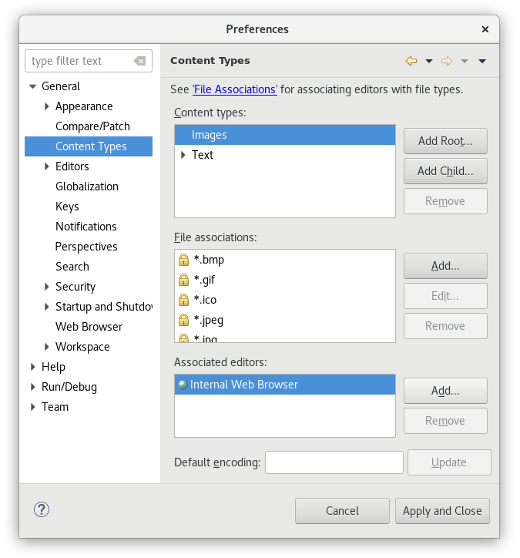 Preferences
type filter text
General
Appearance
Compare/Patch
Content Types
Editors
Globalization
Keys
Notifications
Perspectives
Search
Security
Startup and Shutdov
Web Browser
Workspace
Help
Run/Debug
Team
Content Types
See 'File Associations' for associating editors with file types.
Content types:
Images
Text
Add Root...
Add Child...
Remove
File associations:
*.bmp
*.gif
*.ico
*.jpeg
*.jpg
Add...
Edit...
Remove
Associated editors:
Internal Web Browser
Add...
Remove
Default encoding:
Update
?
Cancel
Apply and Close